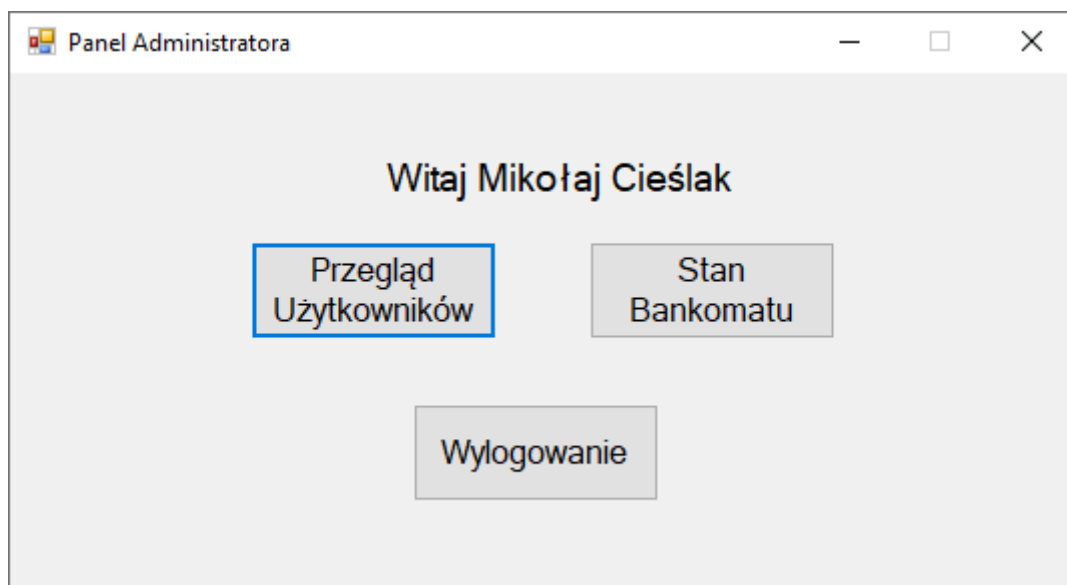 Panel Administratora
Witaj Mikołaj Cieślak
Przegląd
Użytkowników
Stan
Bankomatu
Wylogowanie